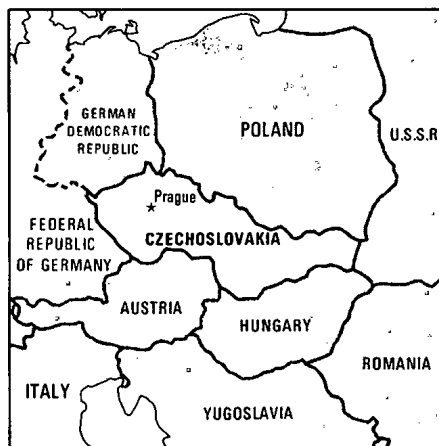 GERMAN
DEMOCRATIC
REPUBLIC
POLAND
U.S.S.R
Prague
FEDERAL
REPUBLIC
OF GERMANY
CZECHOSLOVAKIA
AUSTRIA
HUNGARY
ROMANIA
ITALY
YUGOSLAVIA